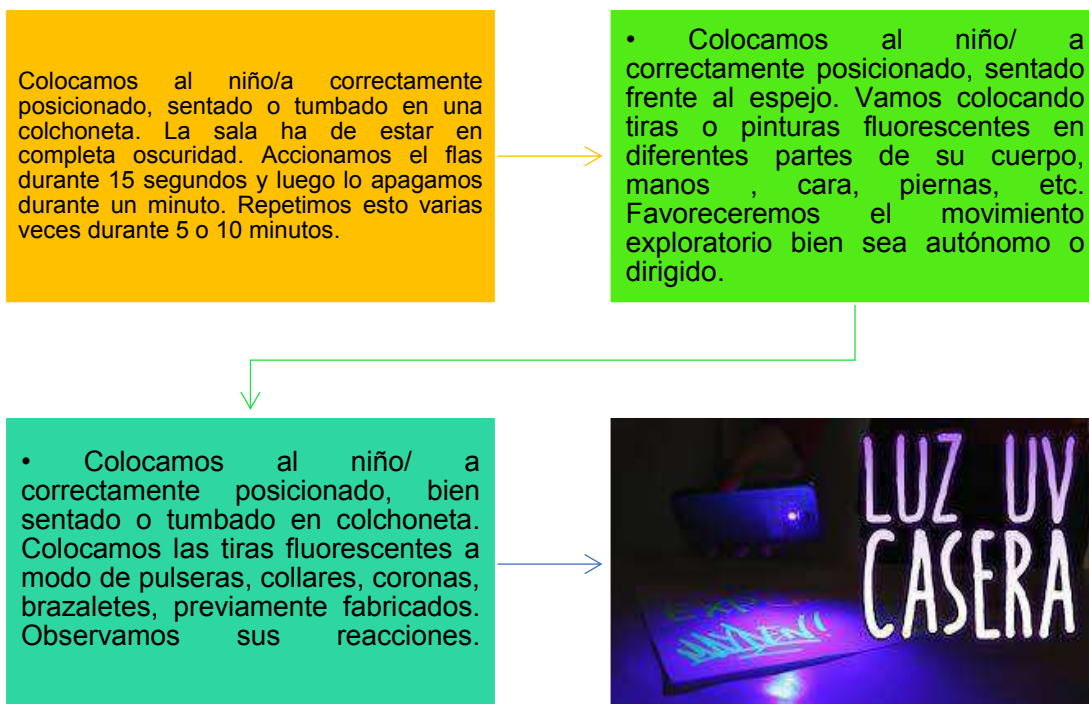 Colocamos al niño/a correctamente
posicionado, sentado o tumbado en una
colchoneta. La sala ha de estar en
completa oscuridad. Accionamos el flas
durante 15 segundos y luego lo apagamos
durante un minuto. Repetimos esto varias
veces durante 5 o 10 minutos.
• Colocamos al niño/ a
correctamente posicionado, sentado
frente al espejo. Vamos colocando
tiras o pinturas fluorescentes en
diferentes partes de su cuerpo,
manos , cara, piernas, etc.
Favoreceremos el movimiento
exploratorio bien sea autónomo o
dirigido.
• Colocamos al niño/ a
correctamente posicionado, bien
sentado o tumbado en colchoneta.
Colocamos las tiras fluorescentes a
modo de pulseras, collares, coronas,
brazaletes, previamente fabricados.
Observamos sus reacciones.
LUZ UV
CASERA